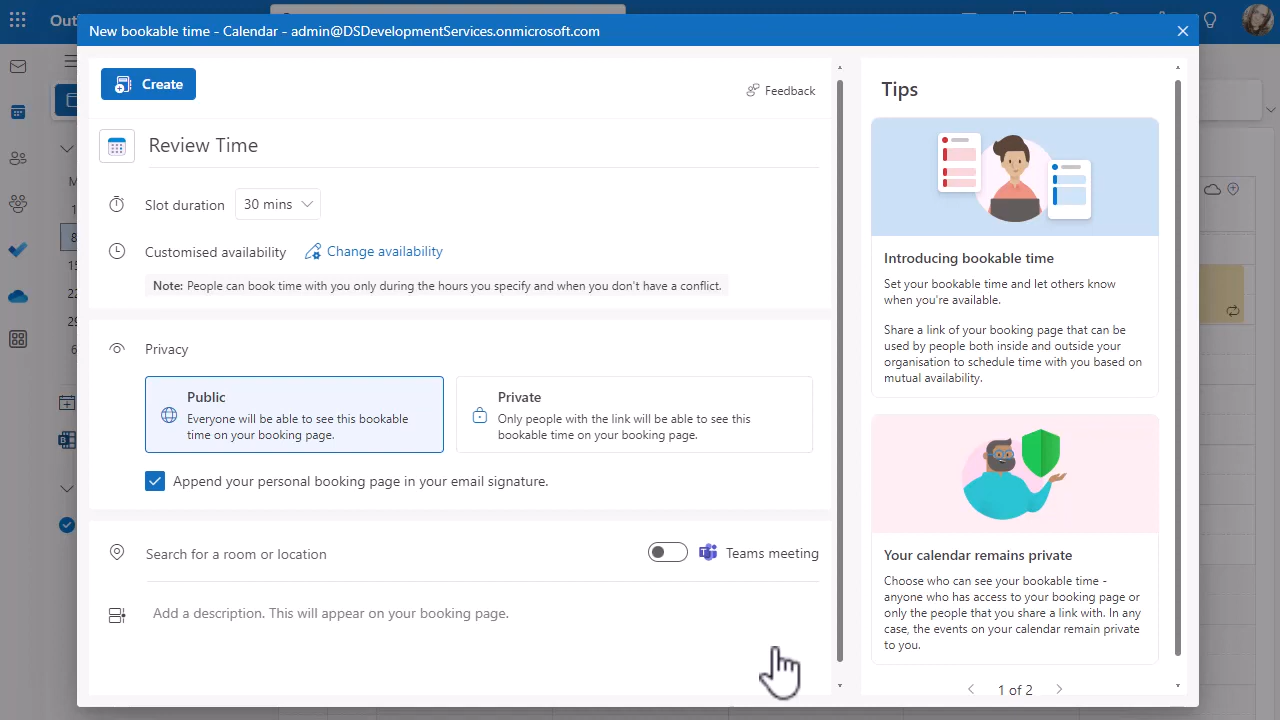 Out
New bookable time - Calendar - admin@DSDevelopmentServices.onmicrosoft.com
Create
Feedback
Review Time
Slot duration 30 mins
Customised availability Change availability
Note: People can book time with you only during the hours you specify and when you don't have a conflict.
Privacy
Public
Everyone will be able to see this bookable
time on your booking page.
Private
Only people with the link will be able to see this
bookable time on your booking page.
Append your personal booking page in your email signature.
Search for a room or location
Teams meeting
Add a description. This will appear on your booking page.
Tips
Introducing bookable time
Set your bookable time and let others know
when you're available.
Share a link of your booking page that can be
used by people both inside and outside your
organisation to schedule time with you based on
mutual availability.
Your calendar remains private
Choose who can see your bookable time -
anyone who has access to your booking page or
only the people that you share a link with. In any
case, the events on your calendar remain private
to you.
1 of 2
M
1
8
15
22
29
6